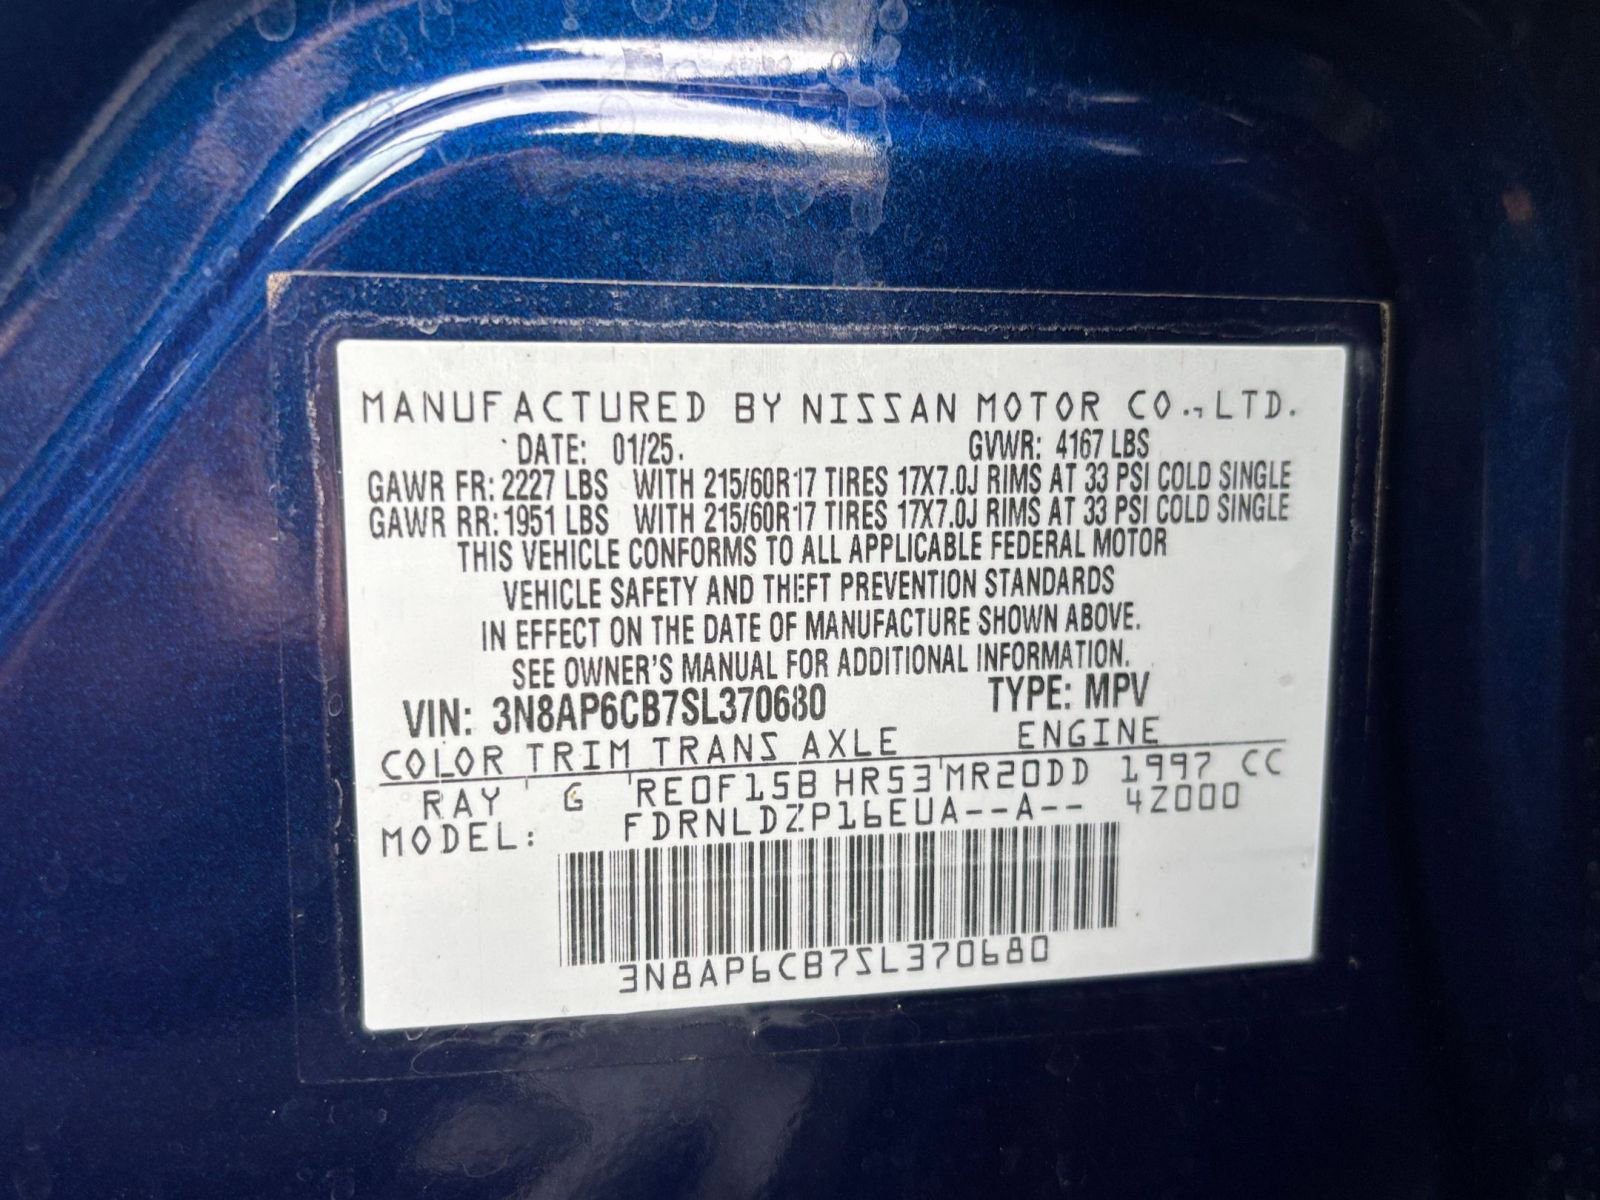 MANUFACTURED BY NISSAN MOTOR CO., LTD.
DATE: 01/25. GVWR: 4167 LBS
GAWR FR: 2227 LBS WITH 215/60R17 TIRES 17X7.0J RIMS AT 33 PSI COLD SINGLE
GAWR RR: 1951 LBS WITH 215/60R17 TIRES 17X7.0J RIMS AT 33 PSI COLD SINGLE
THIS VEHICLE CONFORMS TO ALL APPLICABLE FEDERAL MOTOR
VEHICLE SAFETY AND THEFT PREVENTION STANDARDS
IN EFFECT ON THE DATE OF MANUFACTURE SHOWN ABOVE.
SEE OWNER'S MANUAL FOR ADDITIONAL INFORMATION.
VIN: 3N8AP6CB7SL370680 TYPE: MPV
COLOR TRIM TRANS AXLE ENGINE
RAY G RE0F15B HR53 MR20DD 1997 CC
MODEL: FDRNLDZP16EUA--A-- 42000
3N8AP6CB7SL370680